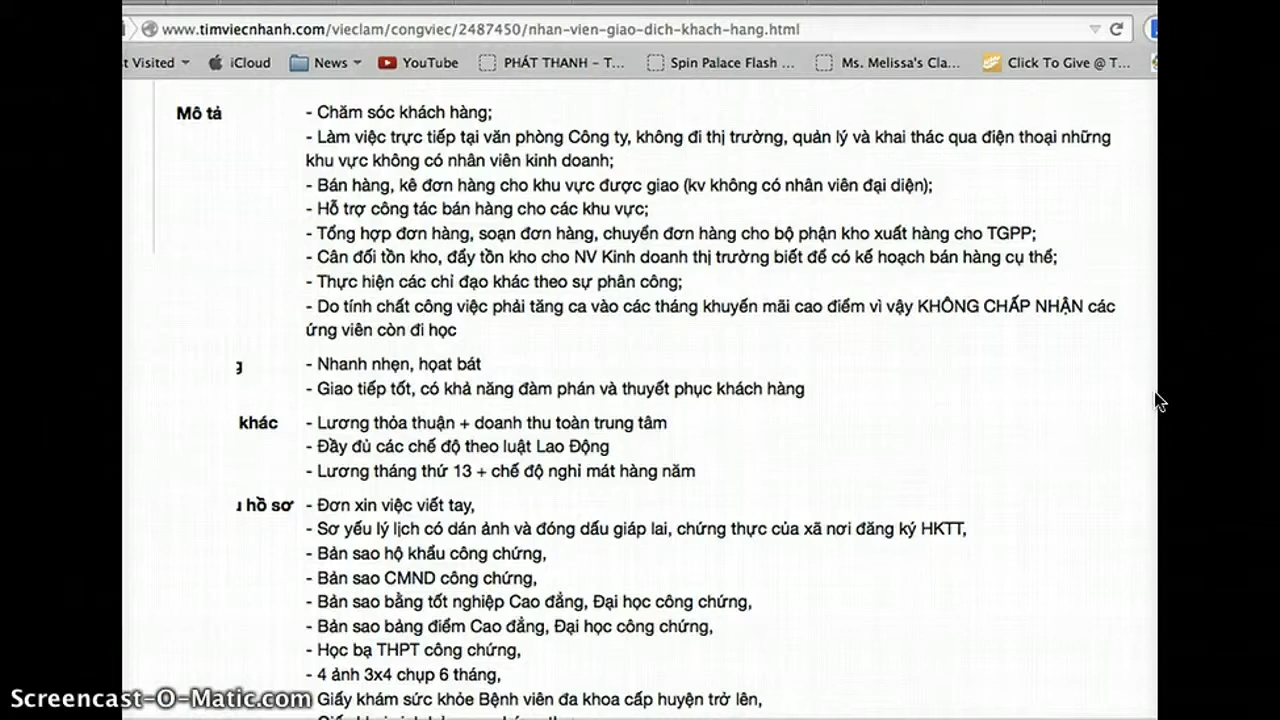 www.timviecnhanh.com/vieclam/congviec/2487450/nhan-vien-giao-dich-khach-hang.html
t Visited iCloud News YouTube PHÁT THANH – T... Spin Palace Flash ... Ms. Melissa's Cla... Click To Give @ T...
Mô tả - Chăm sóc khách hàng;
- Làm việc trực tiếp tại văn phòng Công ty, không đi thị trường, quản lý và khai thác qua điện thoại những
khu vực không có nhân viên kinh doanh;
- Bán hàng, kê đơn hàng cho khu vực được giao (kv không có nhân viên đại diện);
- Hỗ trợ công tác bán hàng cho các khu vực;
- Tổng hợp đơn hàng, soạn đơn hàng, chuyển đơn hàng cho bộ phận kho xuất hàng cho TGPP;
- Cân đối tồn kho, đẩy tồn kho cho NV Kinh doanh thị trường biết để có kế hoạch bán hàng cụ thể;
- Thực hiện các chỉ đạo khác theo sự phân công;
- Do tính chất công việc phải tăng ca vào các tháng khuyến mãi cao điểm vì vậy KHÔNG CHẤP NHẬN các
ứng viên còn đi học
g - Nhanh nhẹn, họat bát
- Giao tiếp tốt, có khả năng đàm phán và thuyết phục khách hàng
khác - Lương thỏa thuận + doanh thu toàn trung tâm
- Đầy đủ các chế độ theo luật Lao Động
- Lương tháng thứ 13 + chế độ nghỉ mát hàng năm
hồ sơ - Đơn xin việc viết tay,
- Sơ yếu lý lịch có dán ảnh và đóng dấu giáp lai, chứng thực của xã nơi đăng ký HKTT,
- Bản sao hộ khẩu công chứng,
- Bản sao CMND công chứng,
- Bản sao bằng tốt nghiệp Cao đẳng, Đại học công chứng,
- Bản sao bảng điểm Cao đẳng, Đại học công chứng,
- Học bạ THPT công chứng,
- 4 ảnh 3x4 chụp 6 tháng,
Giấy khám sức khỏe Bệnh viên đa khoa cấp huyện trở lên,
Screencast-O-Matic.com